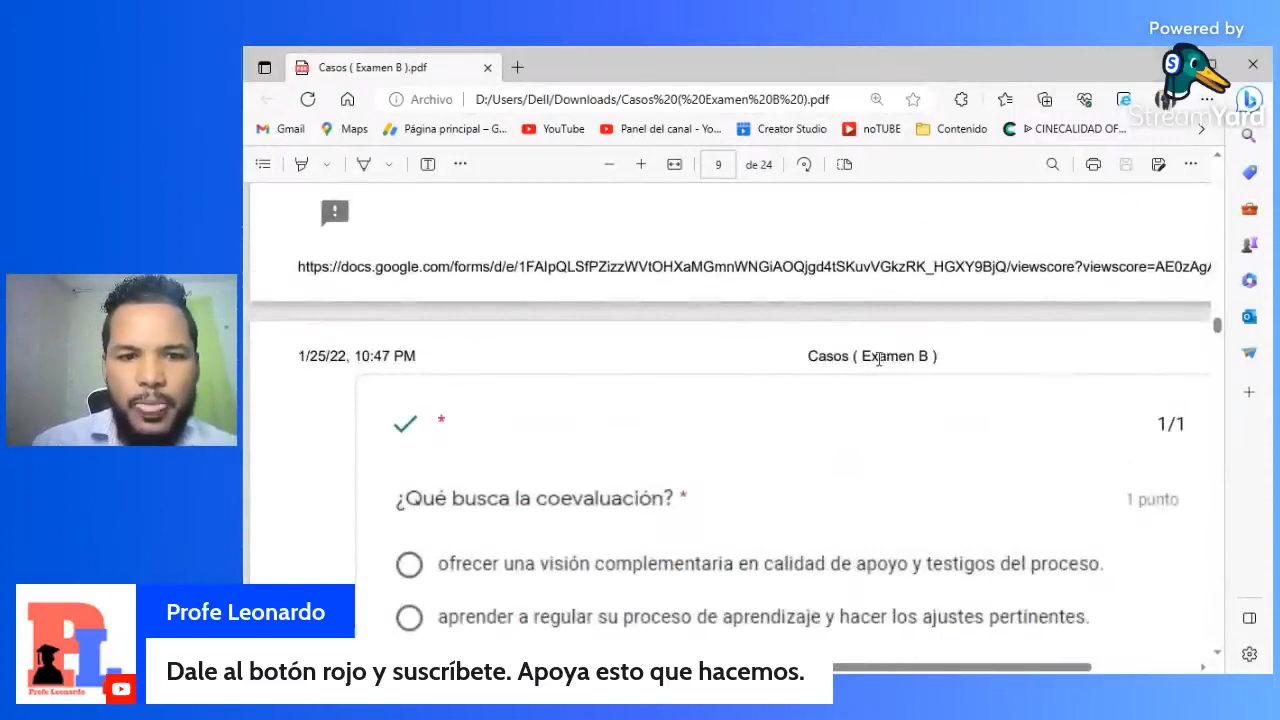 Powered by
StreamYard
Casos ( Examen B ).pdf
Archivo
D:/Users/Dell/Downloads/Casos%20(%20Examen%20B%20).pdf
Gmail
Maps
Página principal – G...
YouTube
Panel del canal - Yo...
Creator Studio
noTUBE
Contenido
CINECALIDAD OF...
9
de 24
https://docs.google.com/forms/d/e/1FAIpQLSfPZizzWVtOHXaMGmnWNGiAOQjgd4tSKuvVGkzRK_HGXY9BjQ/viewscore?viewscore=AE0zAgA
1/25/22, 10:47 PM
Casos ( Examen B )
*
1/1
¿Qué busca la coevaluación? *
1 punto
ofrecer una visión complementaria en calidad de apoyo y testigos del proceso.
aprender a regular su proceso de aprendizaje y hacer los ajustes pertinentes.
Profe Leonardo
Profe Leonardo
Dale al botón rojo y suscríbete. Apoya esto que hacemos.